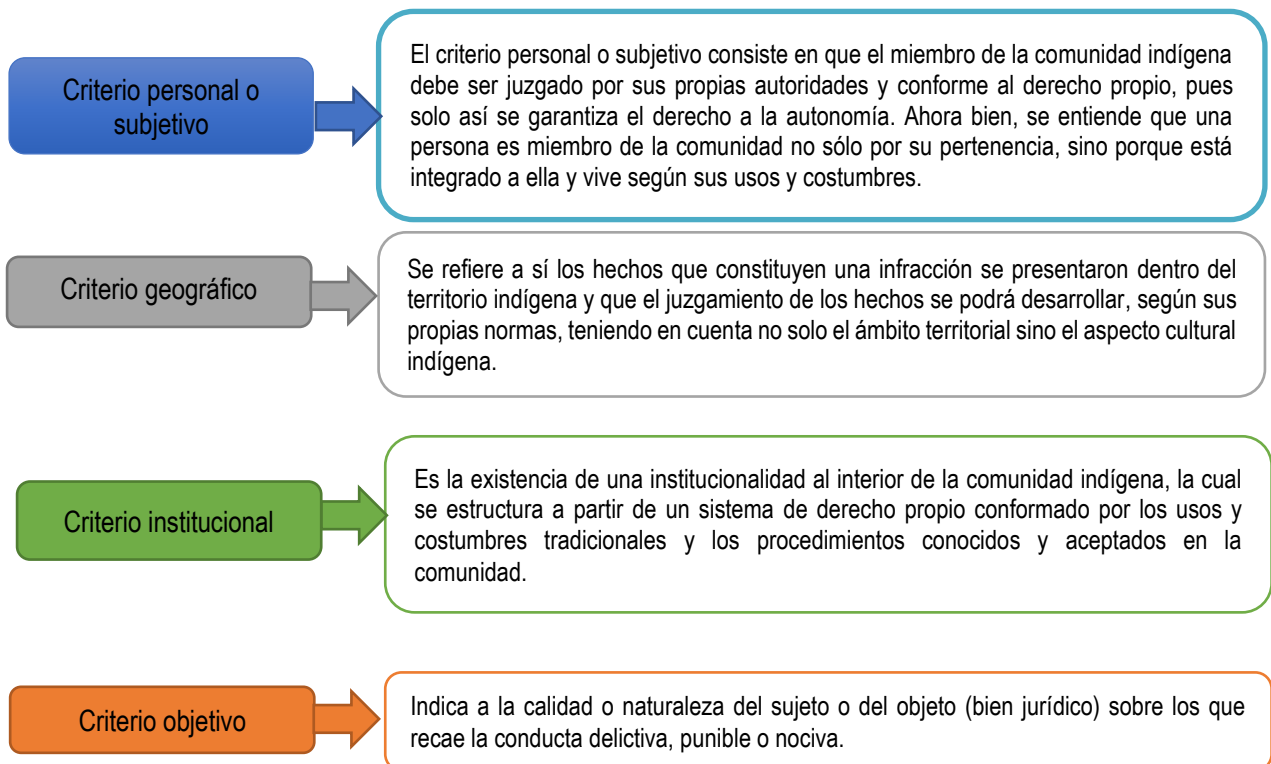 Criterio personal o
subjetivo
El criterio personal o subjetivo consiste en que el miembro de la comunidad indígena
debe ser juzgado por sus propias autoridades y conforme al derecho propio, pues
solo así se garantiza el derecho a la autonomía. Ahora bien, se entiende que una
persona es miembro de la comunidad no sólo por su pertenencia, sino porque está
integrado a ella y vive según sus usos y costumbres.
Criterio geográfico
Se refiere a sí los hechos que constituyen una infracción se presentaron dentro del
territorio indígena y que el juzgamiento de los hechos se podrá desarrollar, según sus
propias normas, teniendo en cuenta no solo el ámbito territorial sino el aspecto cultural
indígena.
Criterio institucional
Es la existencia de una institucionalidad al interior de la comunidad indígena, la cual
se estructura a partir de un sistema de derecho propio conformado por los usos y
costumbres tradicionales y los procedimientos conocidos y aceptados en la
comunidad.
Criterio objetivo
Indica a la calidad o naturaleza del sujeto o del objeto (bien jurídico) sobre los que
recae la conducta delictiva, punible o nociva.